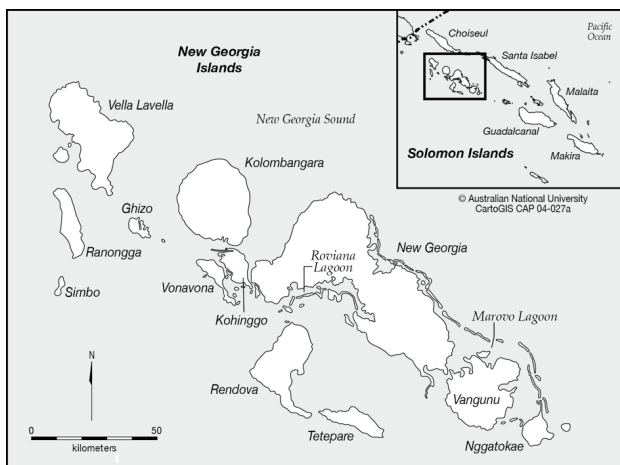 New Georgia
Islands
Vella Lavella
New Georgia Sound
Kolombangara
Ghizo
Ranongga
Simbo
Vonavona
Kohinggo
Roviana
Lagoon
New Georgia
Marovo Lagoon
Rendova
Tetepare
Vangunu
Nggatokae
N
0
50
kilometers
Choiseul
Pacific
Ocean
Santa Isabel
Malaita
Guadalcanal
Solomon Islands
Makira
© Australian National University
CartoGIS CAP 04-027a